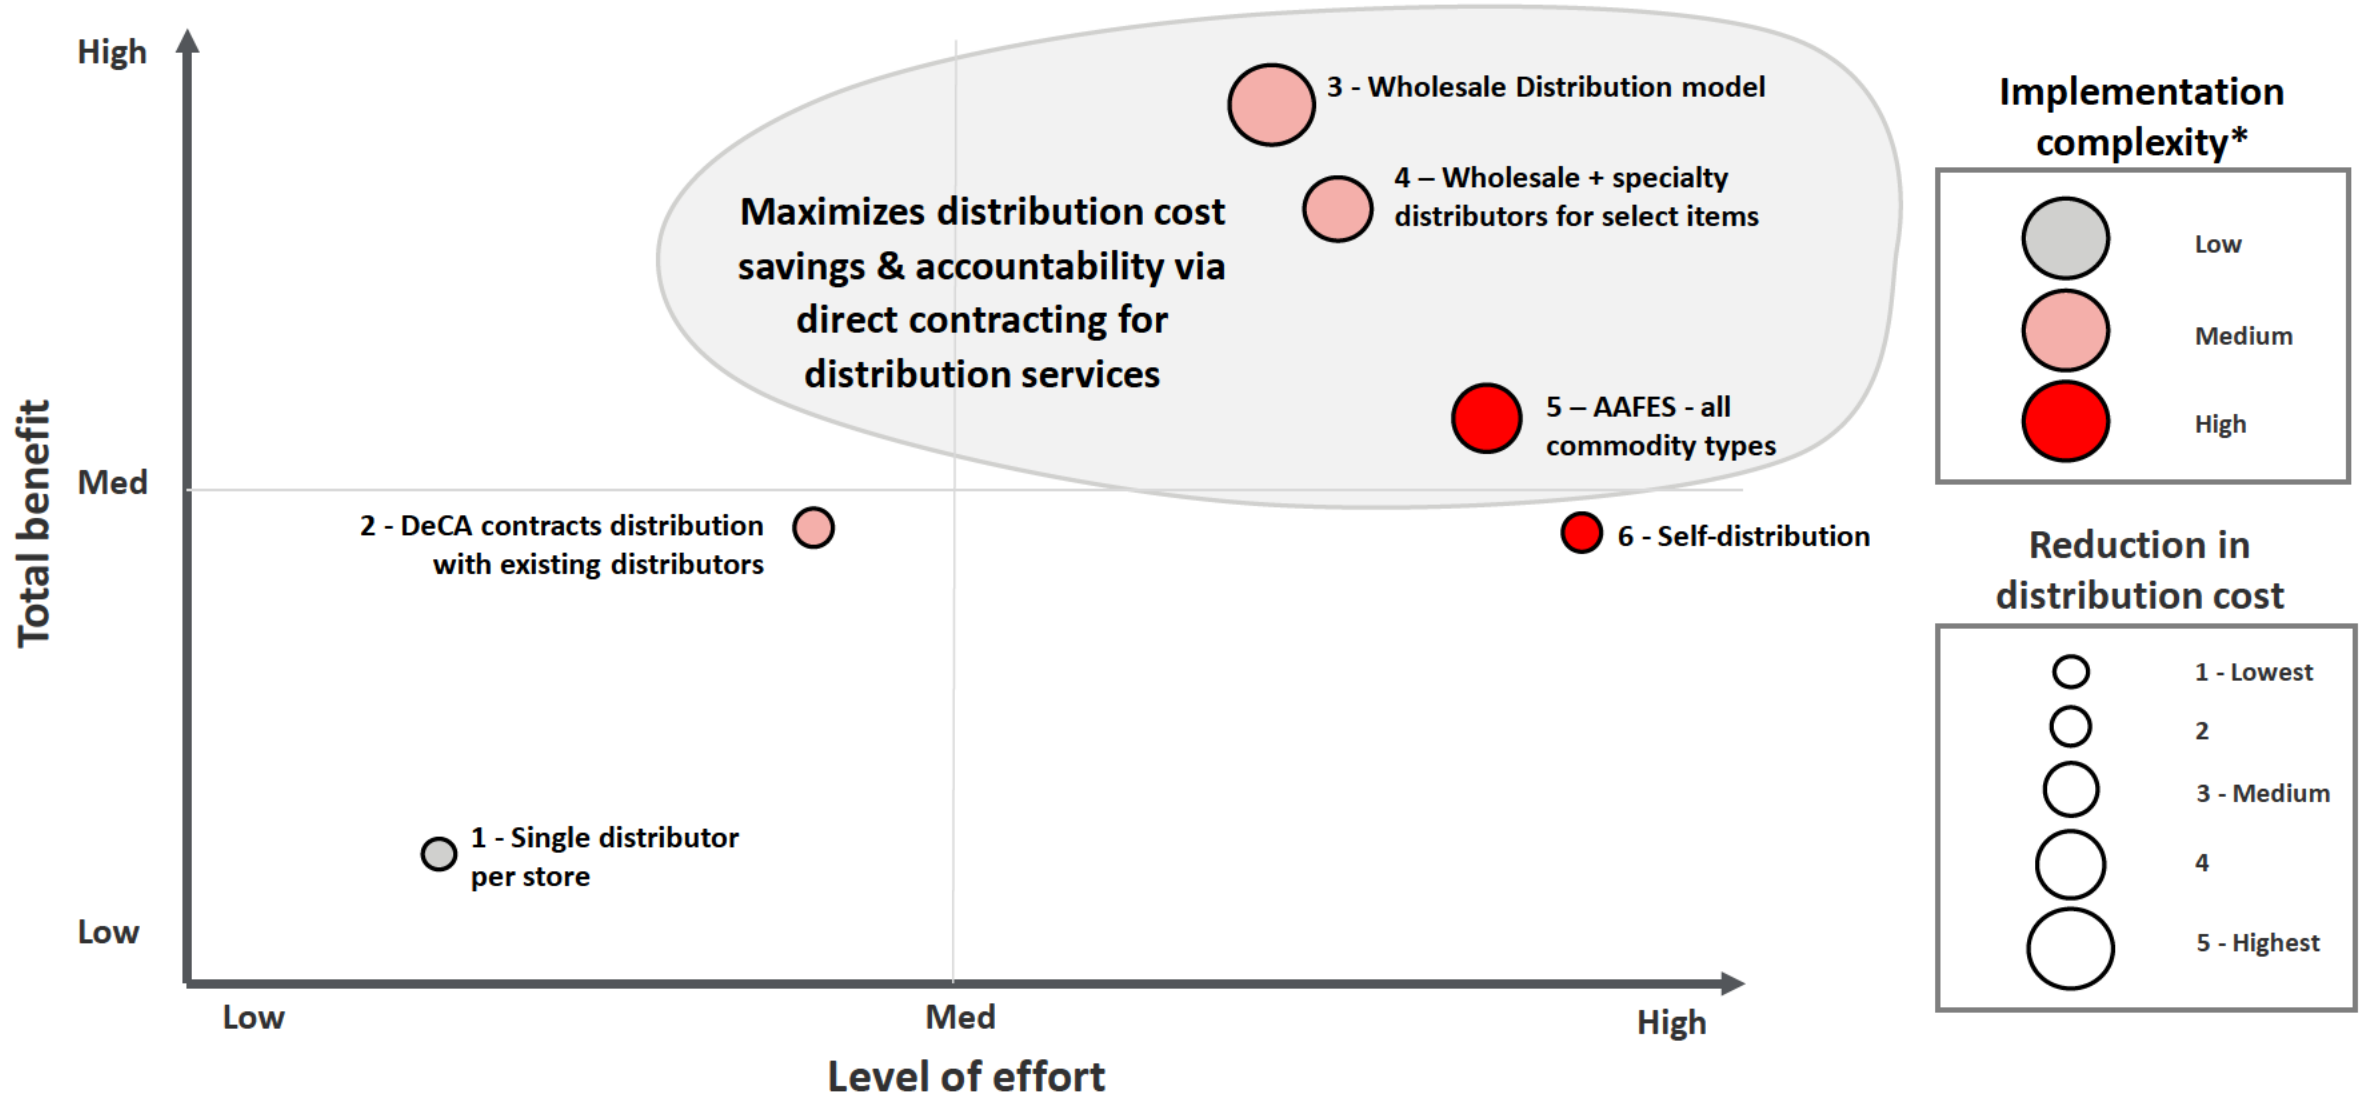 High
3 - Wholesale Distribution model
4 – Wholesale + specialty
distributors for select items
Maximizes distribution cost
savings & accountability via
direct contracting for
distribution services
5 – AAFES - all
commodity types
Total benefit
Med
2 - DeCA contracts distribution
with existing distributors
6 - Self-distribution
1 - Single distributor
per store
Low
Low
Med
High
Level of effort
Implementation
complexity*
Low
Medium
High
Reduction in
distribution cost
1 - Lowest
2
3 - Medium
4
5 - Highest